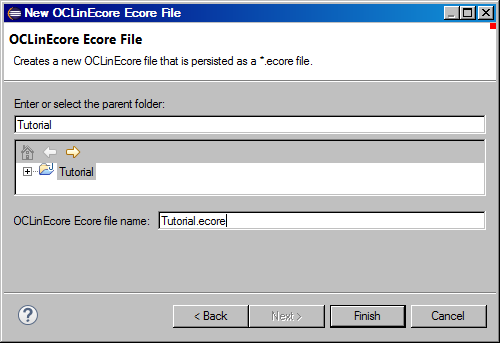 New OCLinEcore Ecore File
OCLinEcore Ecore File
Creates a new OCLinEcore file that is persisted as a *.ecore file.
Enter or select the parent folder:
Tutorial
Tutorial
OCLinEcore Ecore file name: Tutorial.ecore
? < Back Next > Finish Cancel